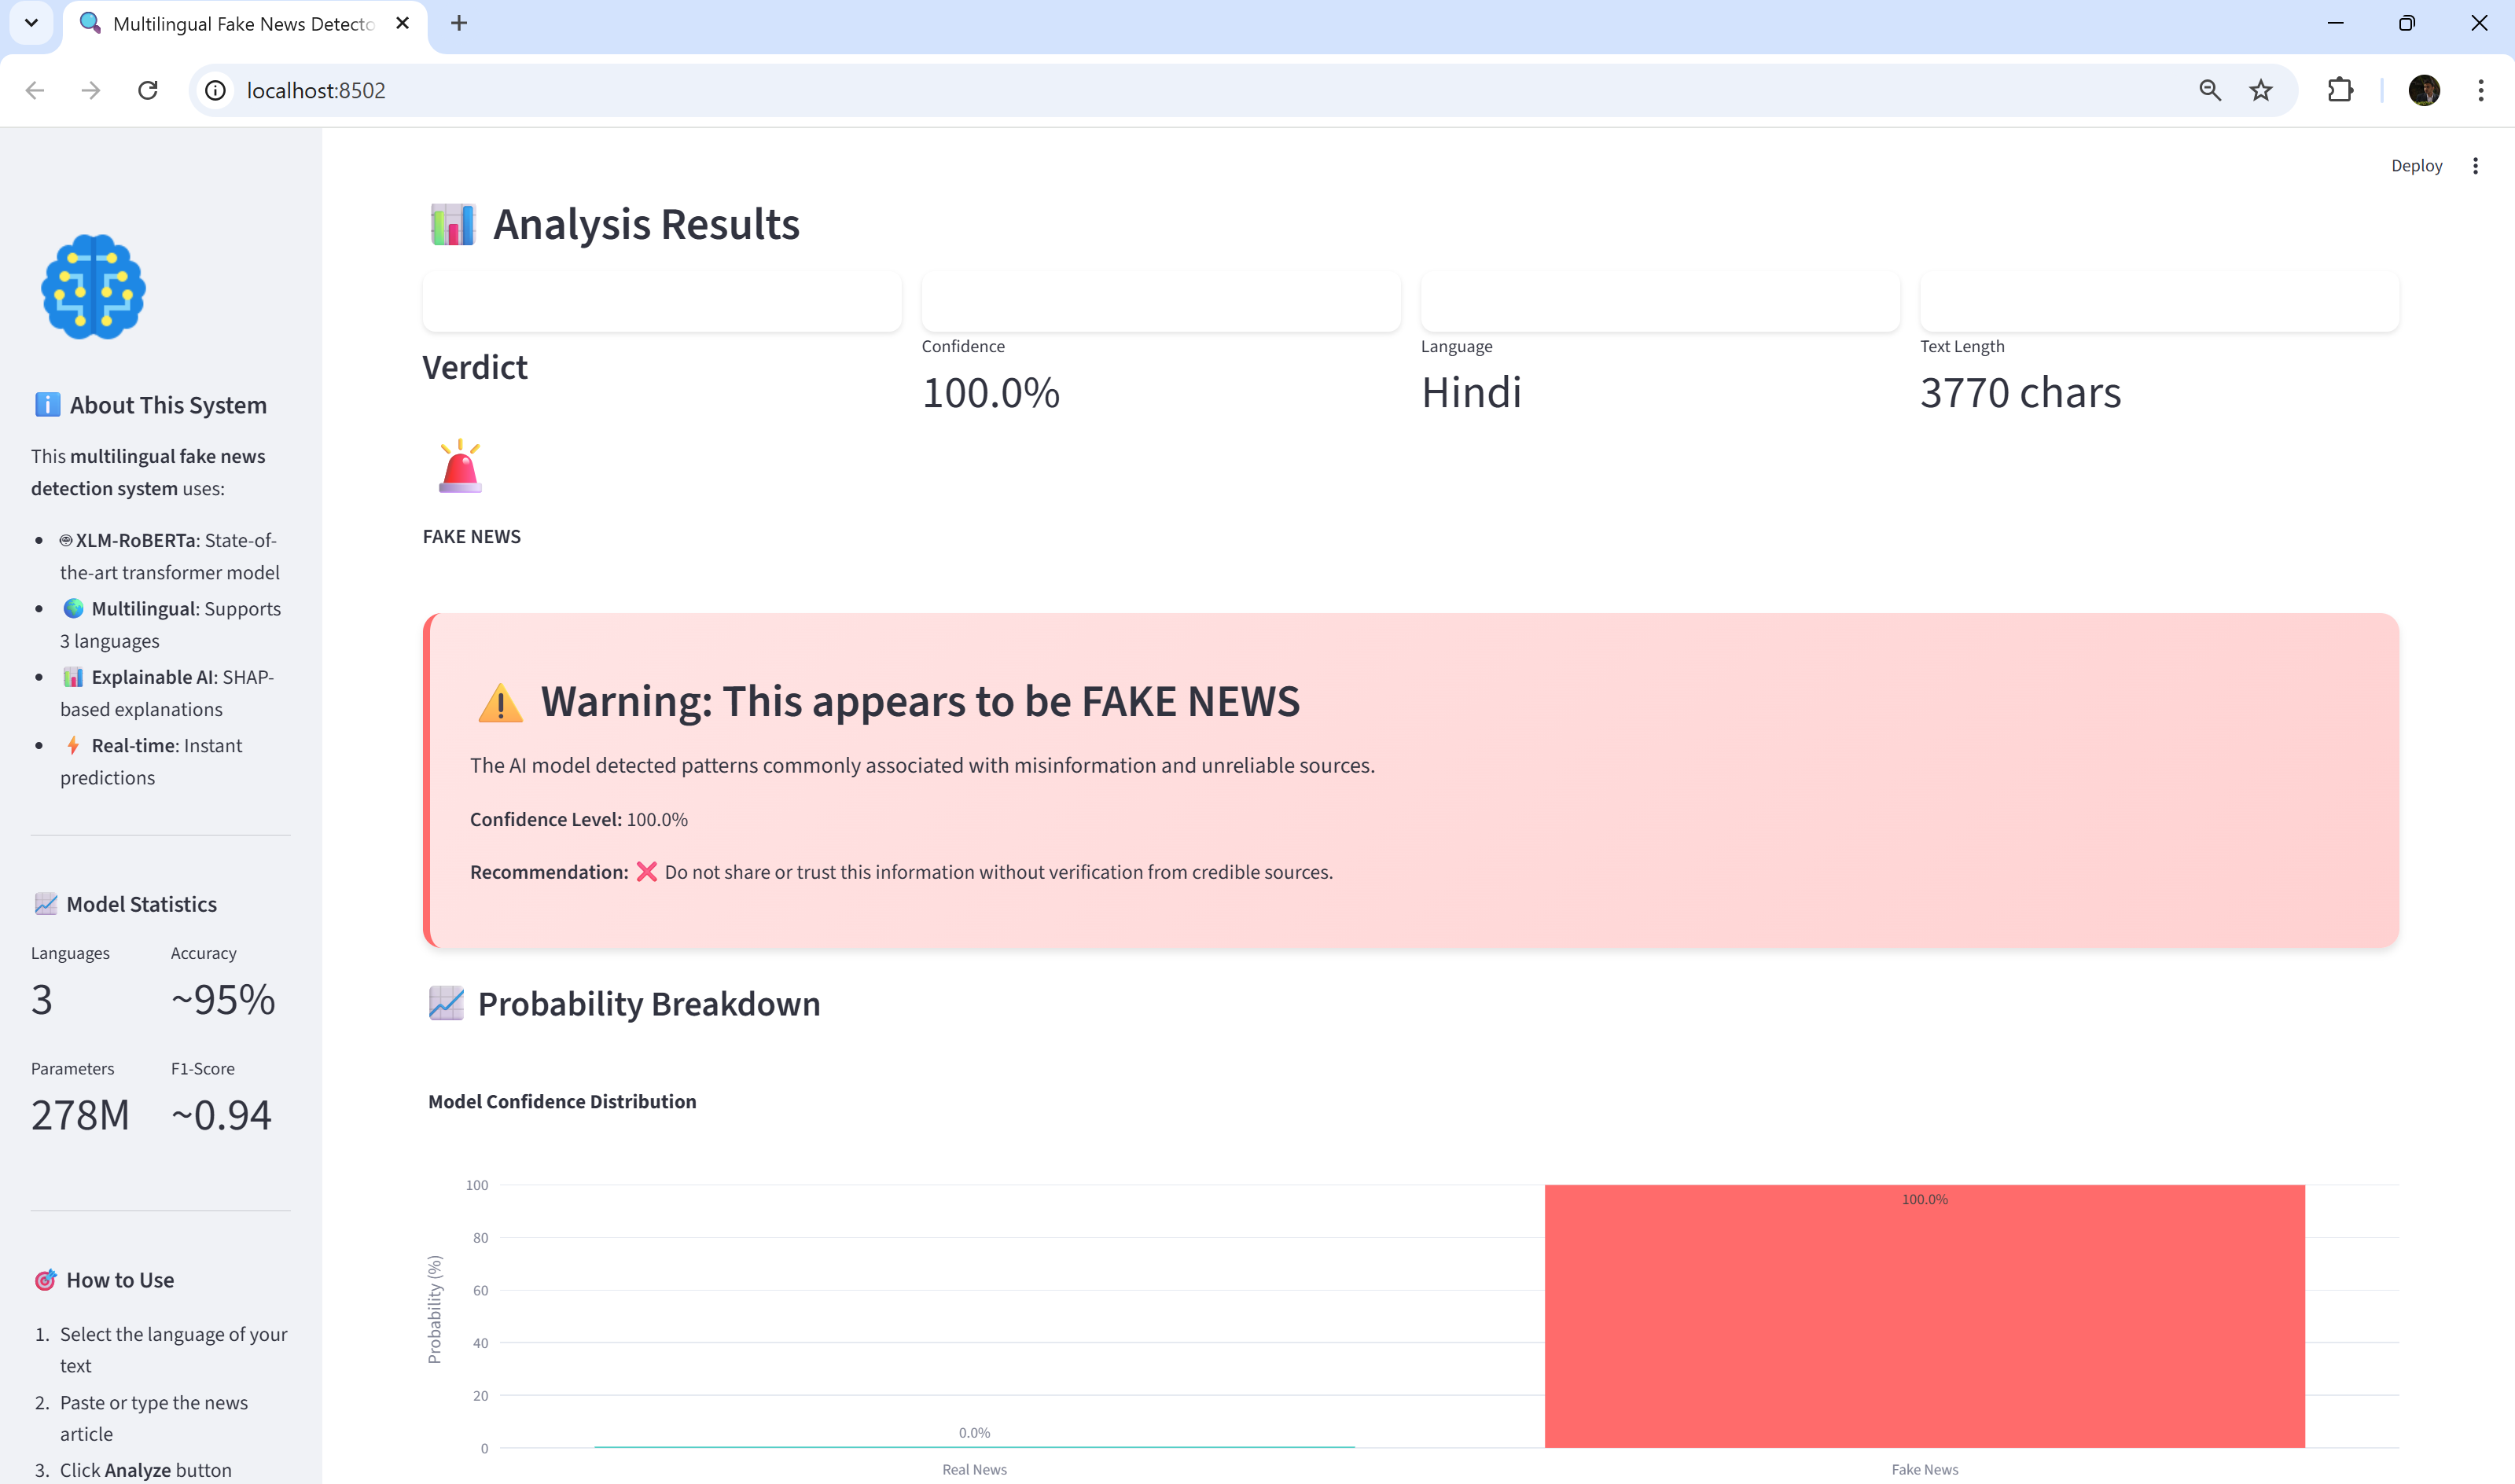 Multilingual Fake News Detecto
localhost:8502
Deploy
About This System
This multilingual fake news
detection system uses:
XLM-RoBERTa: State-of-
the-art transformer model
Multilingual: Supports
3 languages
Explainable AI: SHAP-
based explanations
Real-time: Instant
predictions
Model Statistics
Languages Accuracy
3 ~95%
Parameters F1-Score
278M ~0.94
How to Use
1. Select the language of your
text
2. Paste or type the news
article
3. Click Analyze button
Analysis Results
Verdict
FAKE NEWS
Confidence
100.0%
Language
Hindi
Text Length
3770 chars
Warning: This appears to be FAKE NEWS
The AI model detected patterns commonly associated with misinformation and unreliable sources.
Confidence Level: 100.0%
Recommendation: ❌ Do not share or trust this information without verification from credible sources.
Probability Breakdown
Model Confidence Distribution
Probability (%)
100
80
60
40
20
0
0.0%
100.0%
Real News
Fake News